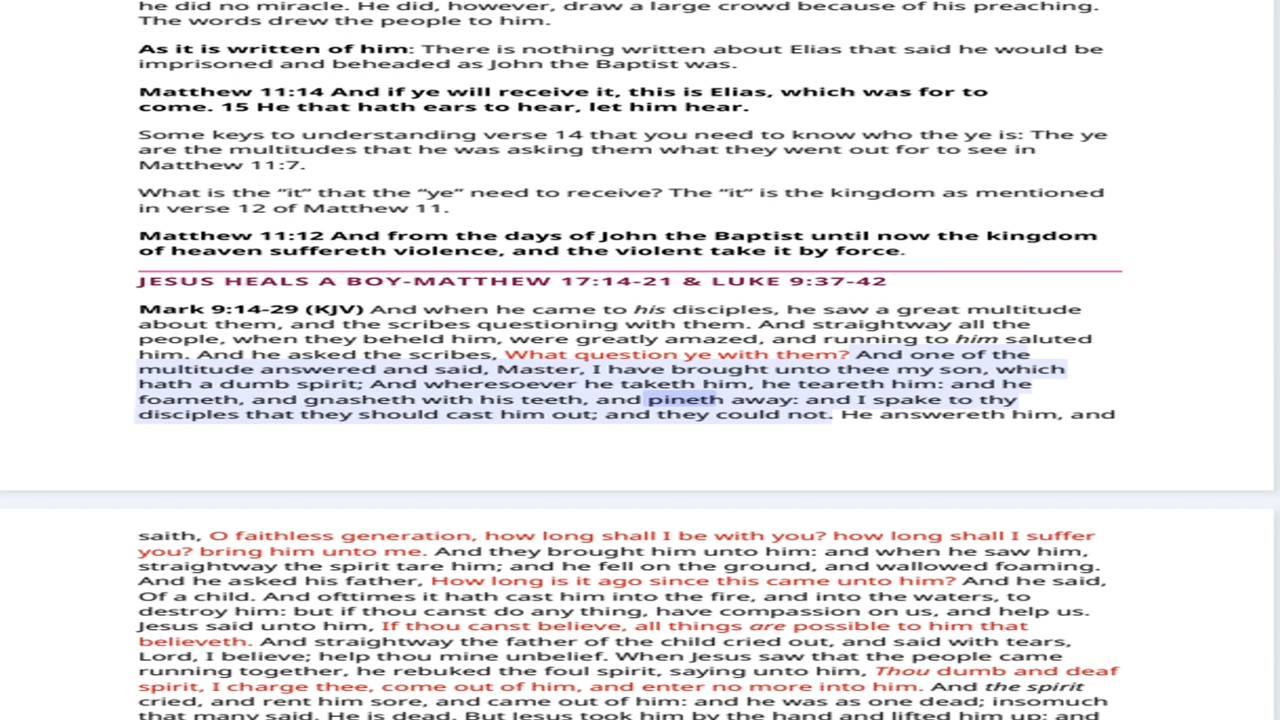 he did no miracle. He did, however, draw a large crowd because of his preaching.
The words drew the people to him.
As it is written of him: There is nothing written about Elias that said he would be
imprisoned and beheaded as John the Baptist was.
Matthew 11:14 And if ye will receive it, this is Elias, which was for to
come. 15 He that hath ears to hear, let him hear.
Some keys to understanding verse 14 that you need to know who the ye is: The ye
are the multitudes that he was asking them what they went out for to see in
Matthew 11:7.
What is the “it” that the “ye” need to receive? The “it” is the kingdom as mentioned
in verse 12 of Matthew 11.
Matthew 11:12 And from the days of John the Baptist until now the kingdom
of heaven suffereth violence, and the violent take it by force.
JESUS HEALS A BOY-MATTHEW 17:14-21 & LUKE 9:37-42
Mark 9:14-29 (KJV) And when he came to his disciples, he saw a great multitude
about them, and the scribes questioning with them. And straightway all the
people, when they beheld him, were greatly amazed, and running to him saluted
him. And he asked the scribes, What question ye with them? And one of the
multitude answered and said, Master, I have brought unto thee my son, which
hath a dumb spirit; And wheresoever he taketh him, he teareth him: and he
foameth, and gnasheth with his teeth, and pineth away: and I spake to thy
disciples that they should cast him out; and they could not. He answereth him, and
saith, O faithless generation, how long shall I be with you? how long shall I suffer
you? bring him unto me. And they brought him unto him: and when he saw him,
straightway the spirit tare him; and he fell on the ground, and wallowed foaming.
And he asked his father, How long is it ago since this came unto him? And he said,
Of a child. And ofttimes it hath cast him into the fire, and into the waters, to
destroy him: but if thou canst do any thing, have compassion on us, and help us.
Jesus said unto him, If thou canst believe, all things are possible to him that
believeth. And straightway the father of the child cried out, and said with tears,
Lord, I believe; help thou mine unbelief. When Jesus saw that the people came
running together, he rebuked the foul spirit, saying unto him, Thou dumb and deaf
spirit, I charge thee, come out of him, and enter no more into him. And the spirit
cried, and rent him sore, and came out of him: and he was as one dead; insomuch
that many said, He is dead. But Jesus took him by the hand, and lifted him up; and